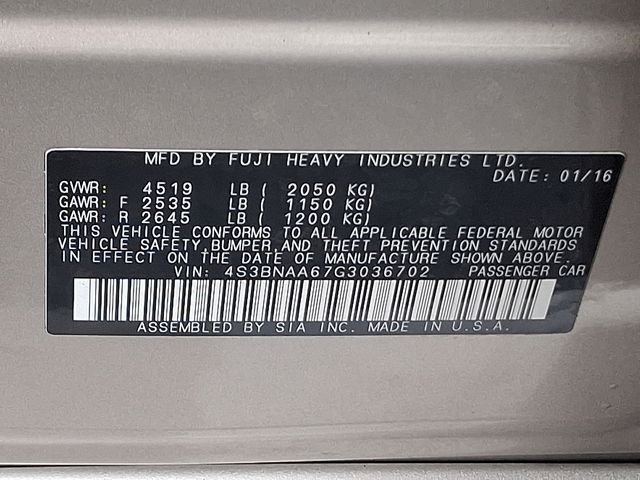 MFD BY FUJI HEAVY INDUSTRIES LTD.
DATE: 01/16
GVWR: 4519 LB ( 2050 KG)
GAWR: F 2535 LB ( 1150 KG)
GAWR: R 2645 LB ( 1200 KG)
THIS VEHICLE CONFORMS TO ALL APPLICABLE FEDERAL MOTOR
VEHICLE SAFETY, BUMPER, AND THEFT PREVENTION STANDARDS
IN EFFECT ON THE DATE OF MANUFACTURE SHOWN ABOVE.
VIN: 4S3BNAA67G3036702 PASSENGER CAR
ASSEMBLED BY SIA INC. MADE IN U.S.A.